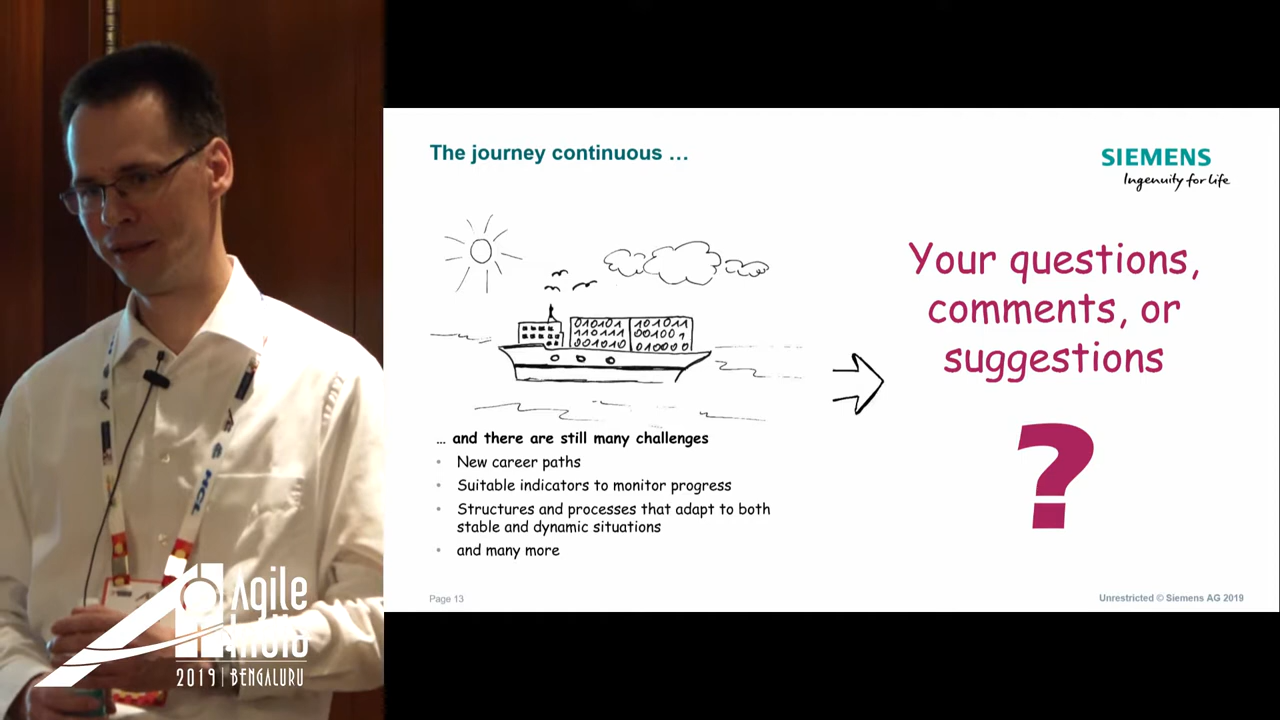 The journey continuous …
SIEMENS
Ingenuity for life
Your questions,
comments, or
suggestions
?
010101 101011
110111 001001
001010 010000
… and there are still many challenges
• New career paths
• Suitable indicators to monitor progress
• Structures and processes that adapt to both
stable and dynamic situations
• and many more
Page 13
Unrestricted © Siemens AG 2019
HCL
Agile
India
2019 | BENGALURU